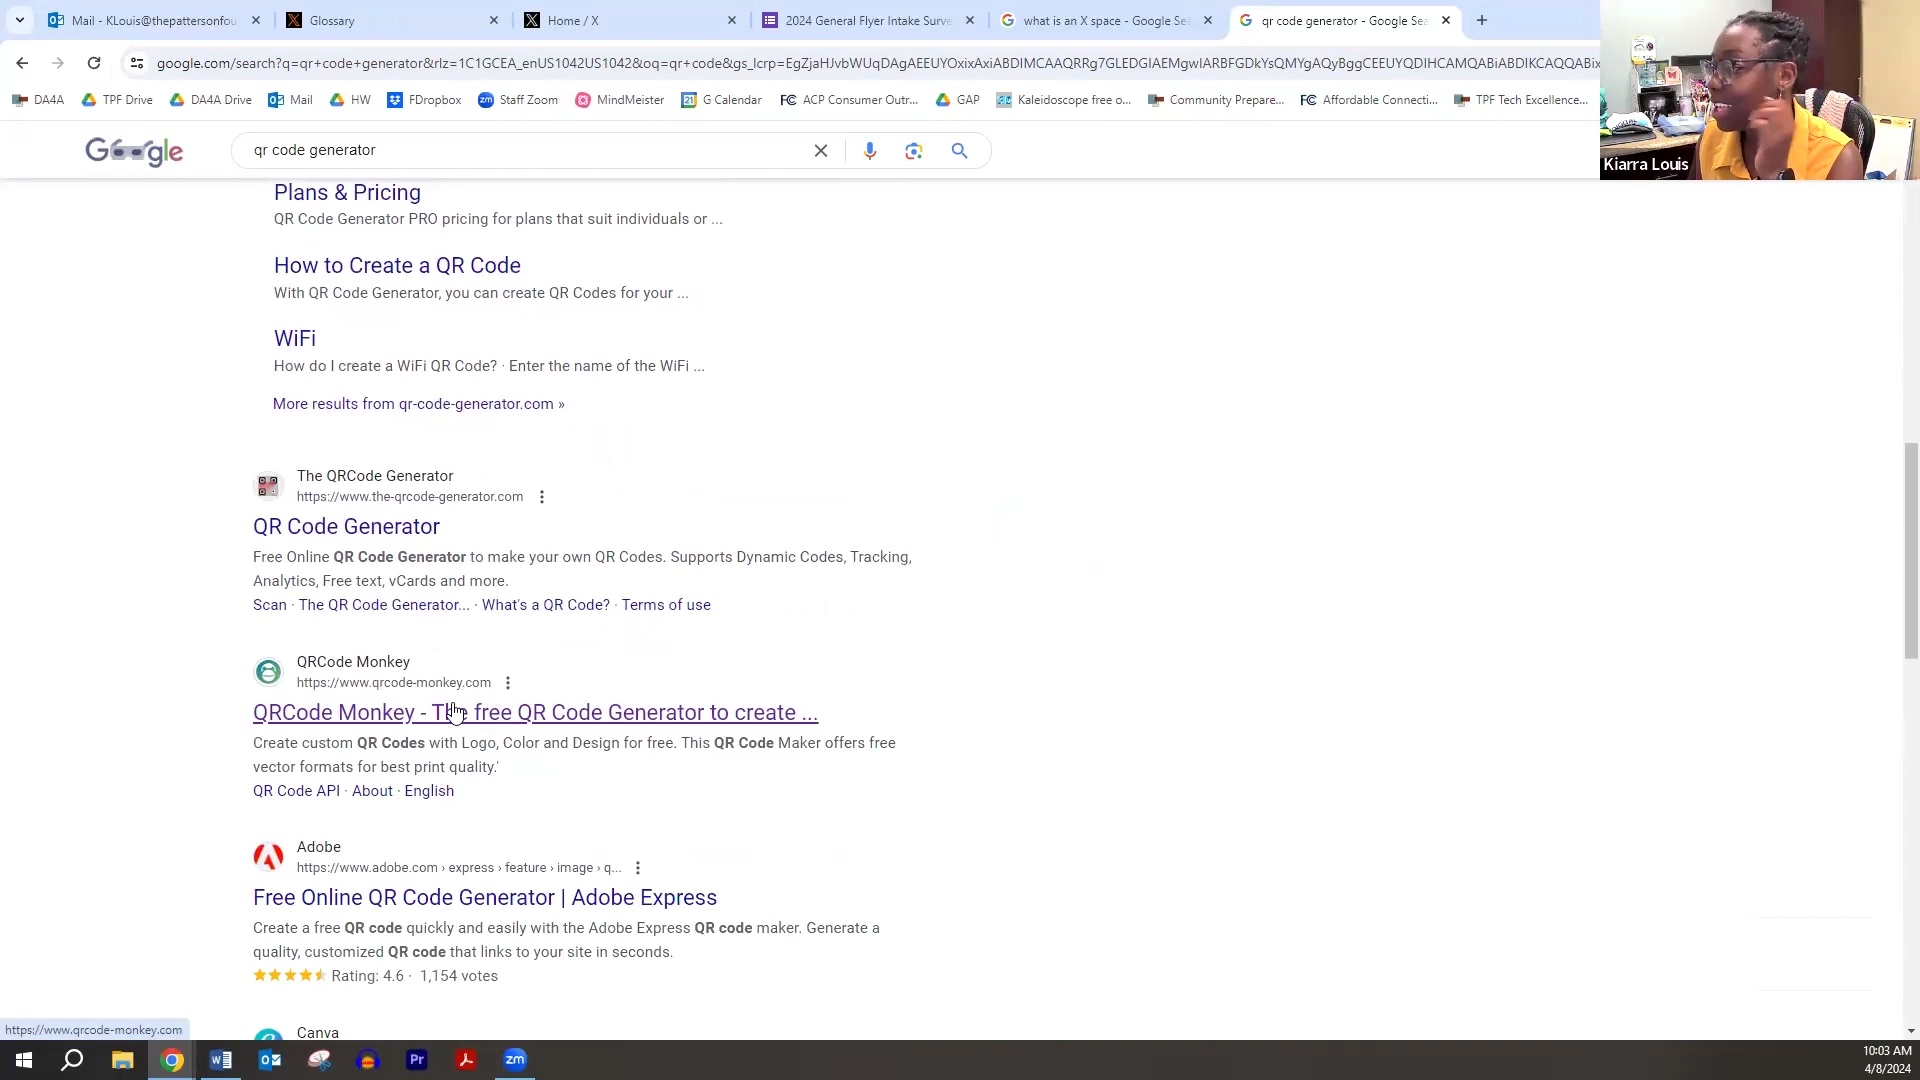 Mail - KLouis@thepattersonfou
Glossary
Home / X
2024 General Flyer Intake Surve
what is an X space - Google Sea
qr code generator - Google Sea
google.com/search?q=qr+code+generator&rlz=1C1GCEA_enUS1042US1042&oq=qr+code&gs_lcrp=
DA4A
TPF Drive
DA4A Drive
Mail
HW
FDropbox
Staff Zoom
MindMeister
G Calendar
ACP Consumer Outr...
GAP
Kaleidoscope free o...
Community Prepare...
Affordable Connecti...
TPF Tech Excellence...
Kiarra Louis
qr code generator
Plans & Pricing
QR Code Generator PRO pricing for plans that suit individuals or ...
How to Create a QR Code
With QR Code Generator, you can create QR Codes for your ...
WiFi
How do I create a WiFi QR Code? · Enter the name of the WiFi ...
More results from qr-code-generator.com »
The QRCode Generator
https://www.the-qrcode-generator.com
QR Code Generator
Free Online QR Code Generator to make your own QR Codes. Supports Dynamic Codes, Tracking,
Analytics, Free text, vCards and more.
Scan · The QR Code Generator... · What's a QR Code? · Terms of use
QRCode Monkey
https://www.qrcode-monkey.com
QRCode Monkey - The free QR Code Generator to create ...
Create custom QR Codes with Logo, Color and Design for free. This QR Code Maker offers free
vector formats for best print quality.'
QR Code API · About · English
Adobe
https://www.adobe.com › express › feature › image › q...
Free Online QR Code Generator | Adobe Express
Create a free QR code quickly and easily with the Adobe Express QR code maker. Generate a
quality, customized QR code that links to your site in seconds.
Rating: 4.6 · 1,154 votes
https://www.qrcode-monkey.com
Canva
Pr
zm
10:03 AM
4/8/2024